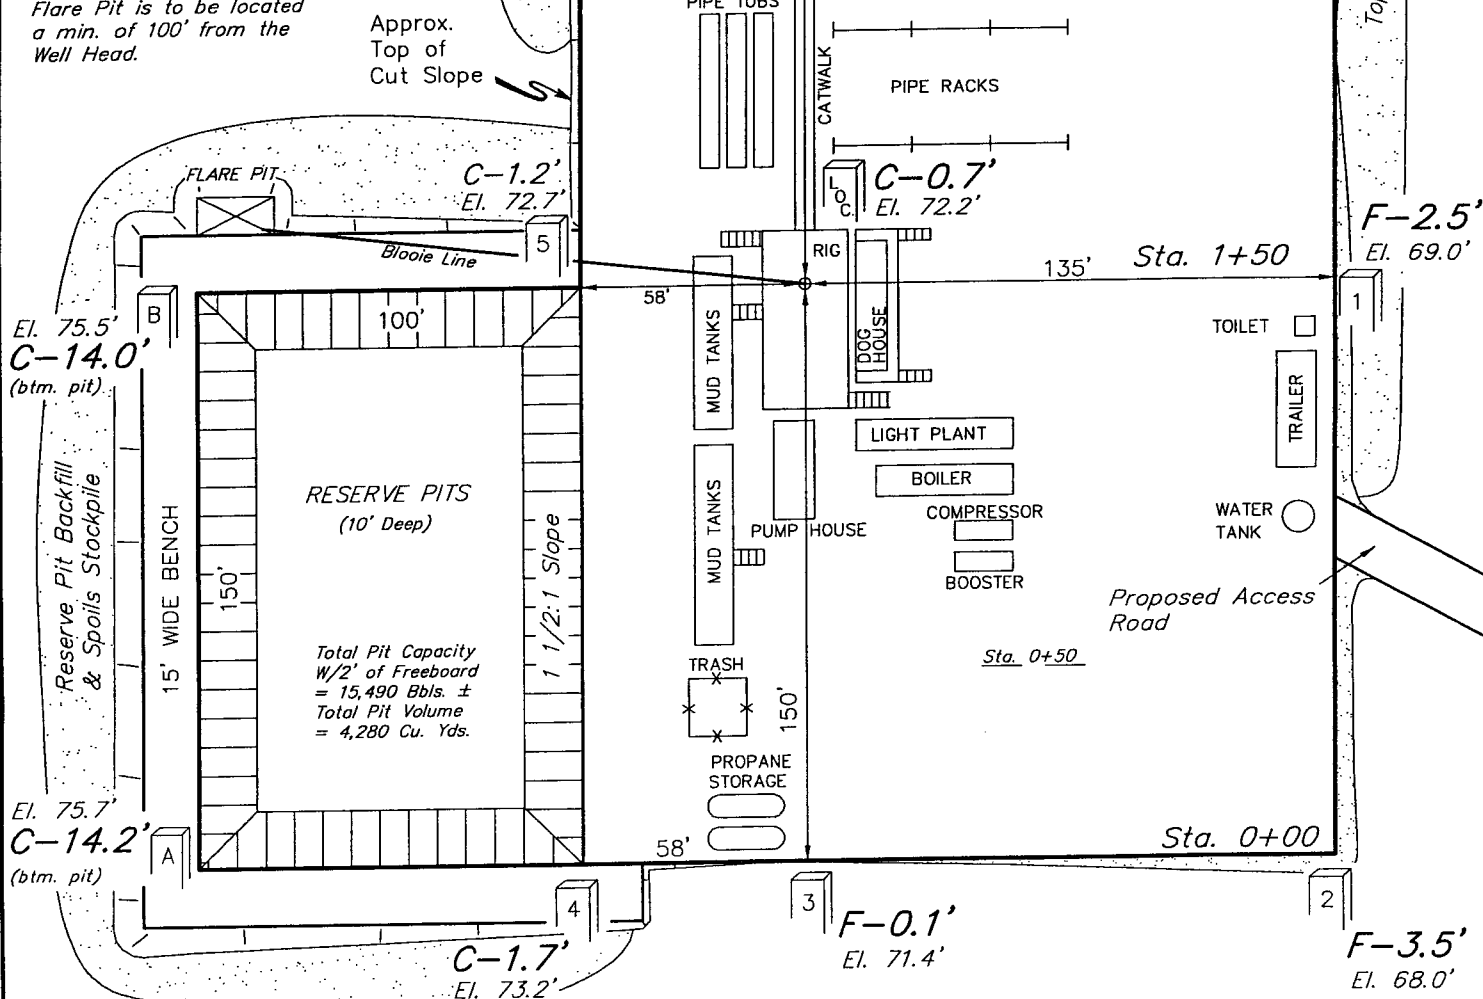 Flare Pit is to be located
a min. of 100' from the
Well Head.
Approx.
Top of
Cut Slope
PIPE TUBS
CATWALK
PIPE RACKS
FLARE PIT
C-1.2'
El. 72.7'
5
Blooie Line
LOC.
C-0.7'
El. 72.2'
RIG
F-2.5'
El. 69.0'
1
135'
Sta. 1+50
58'
B
El. 75.5'
C-14.0'
(btm. pit)
100'
MUD TANKS
DOG
HOUSE
TOILET
TRAILER
LIGHT PLANT
BOILER
COMPRESSOR
BOOSTER
WATER
TANK
PUMP HOUSE
MUD TANKS
RESERVE PITS
(10' Deep)
Reserve Pit Backfill
& Spoils Stockpile
15' WIDE BENCH
150'
1 1/2:1 Slope
Proposed Access
Road
Sta. 0+50
Total Pit Capacity
W/2' of Freeboard
= 15,490 Bbls. ±
Total Pit Volume
= 4,280 Cu. Yds.
TRASH
150'
PROPANE
STORAGE
El. 75.7'
C-14.2'
(btm. pit)
A
58'
Sta. 0+00
4
C-1.7'
El. 73.2'
3
F-0.1'
El. 71.4'
2
F-3.5'
El. 68.0'